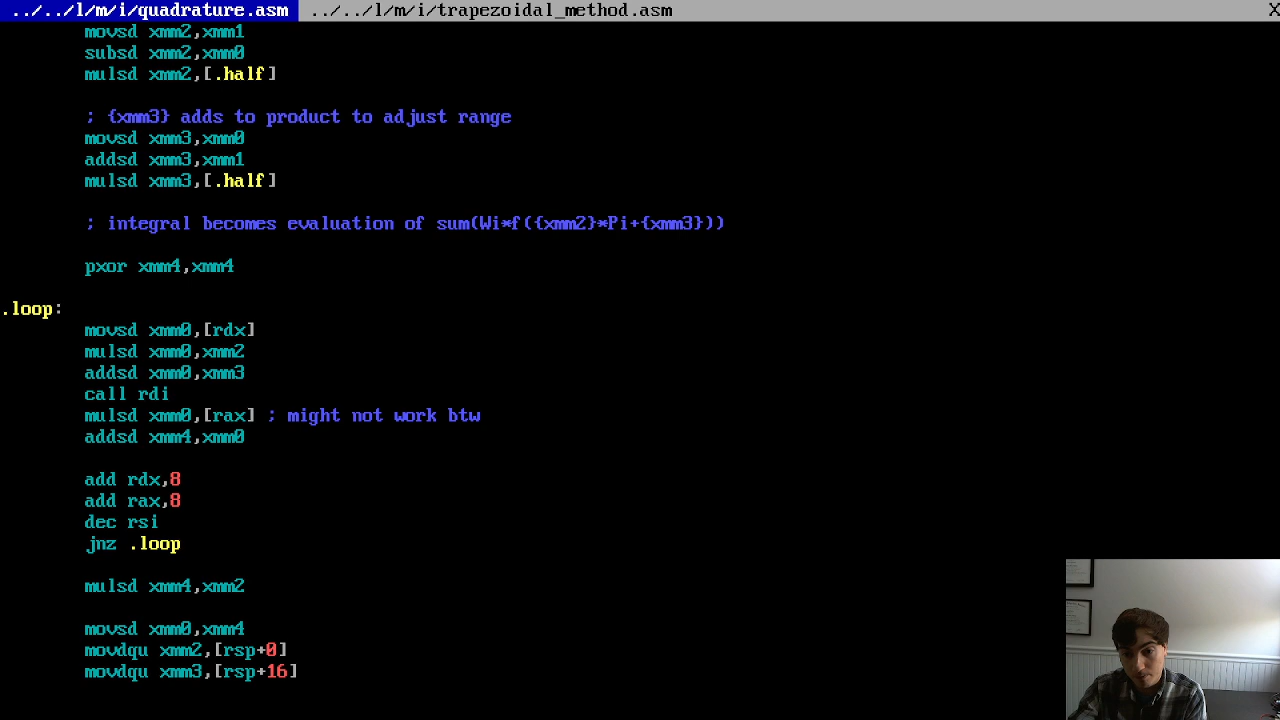 ../../l/m/i/quadrature.asm ../../l/m/i/trapezoidal_method.asm X
movsd xmm2,xmm1
subsd xmm2,xmm0
mulsd xmm2,[.half]
; {xmm3} adds to product to adjust range
movsd xmm3,xmm0
addsd xmm3,xmm1
mulsd xmm3,[.half]
; integral becomes evaluation of sum(Wi*f({xmm2}*Pi+{xmm3}))
pxor xmm4,xmm4
.loop:
movsd xmm0,[rdx]
mulsd xmm0,xmm2
addsd xmm0,xmm3
call rdi
mulsd xmm0,[rax] ; might not work btw
addsd xmm4,xmm0
add rdx,8
add rax,8
dec rsi
jnz .loop
mulsd xmm4,xmm2
movsd xmm0,xmm4
movdqu xmm2,[rsp+0]
movdqu xmm3,[rsp+16]